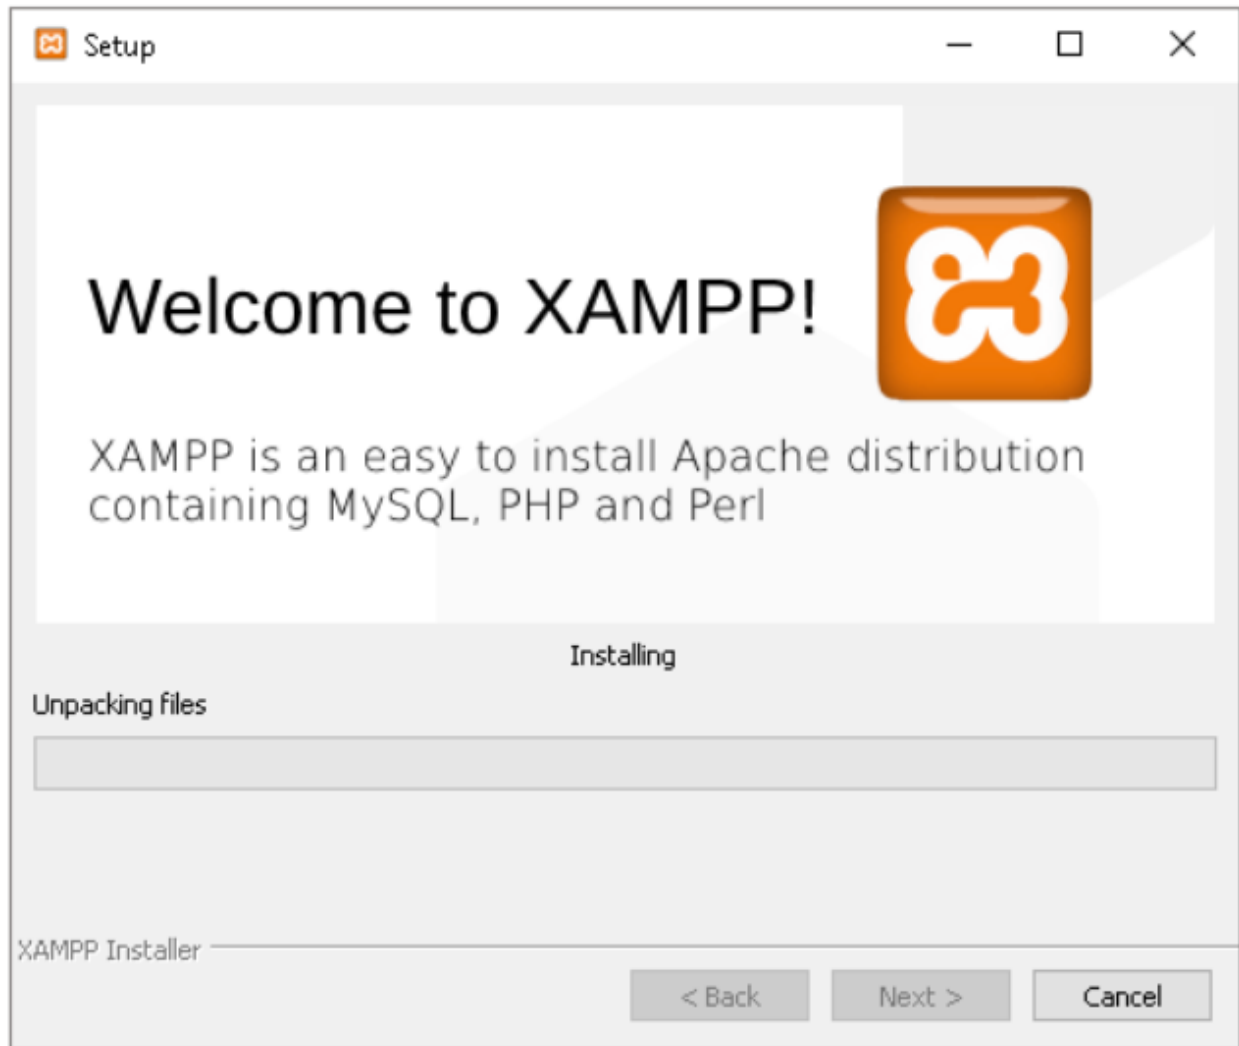 Setup
Welcome to XAMPP!
XAMPP is an easy to install Apache distribution
containing MySQL, PHP and Perl
Installing
Unpacking files
XAMPP Installer
< Back
Next >
Cancel